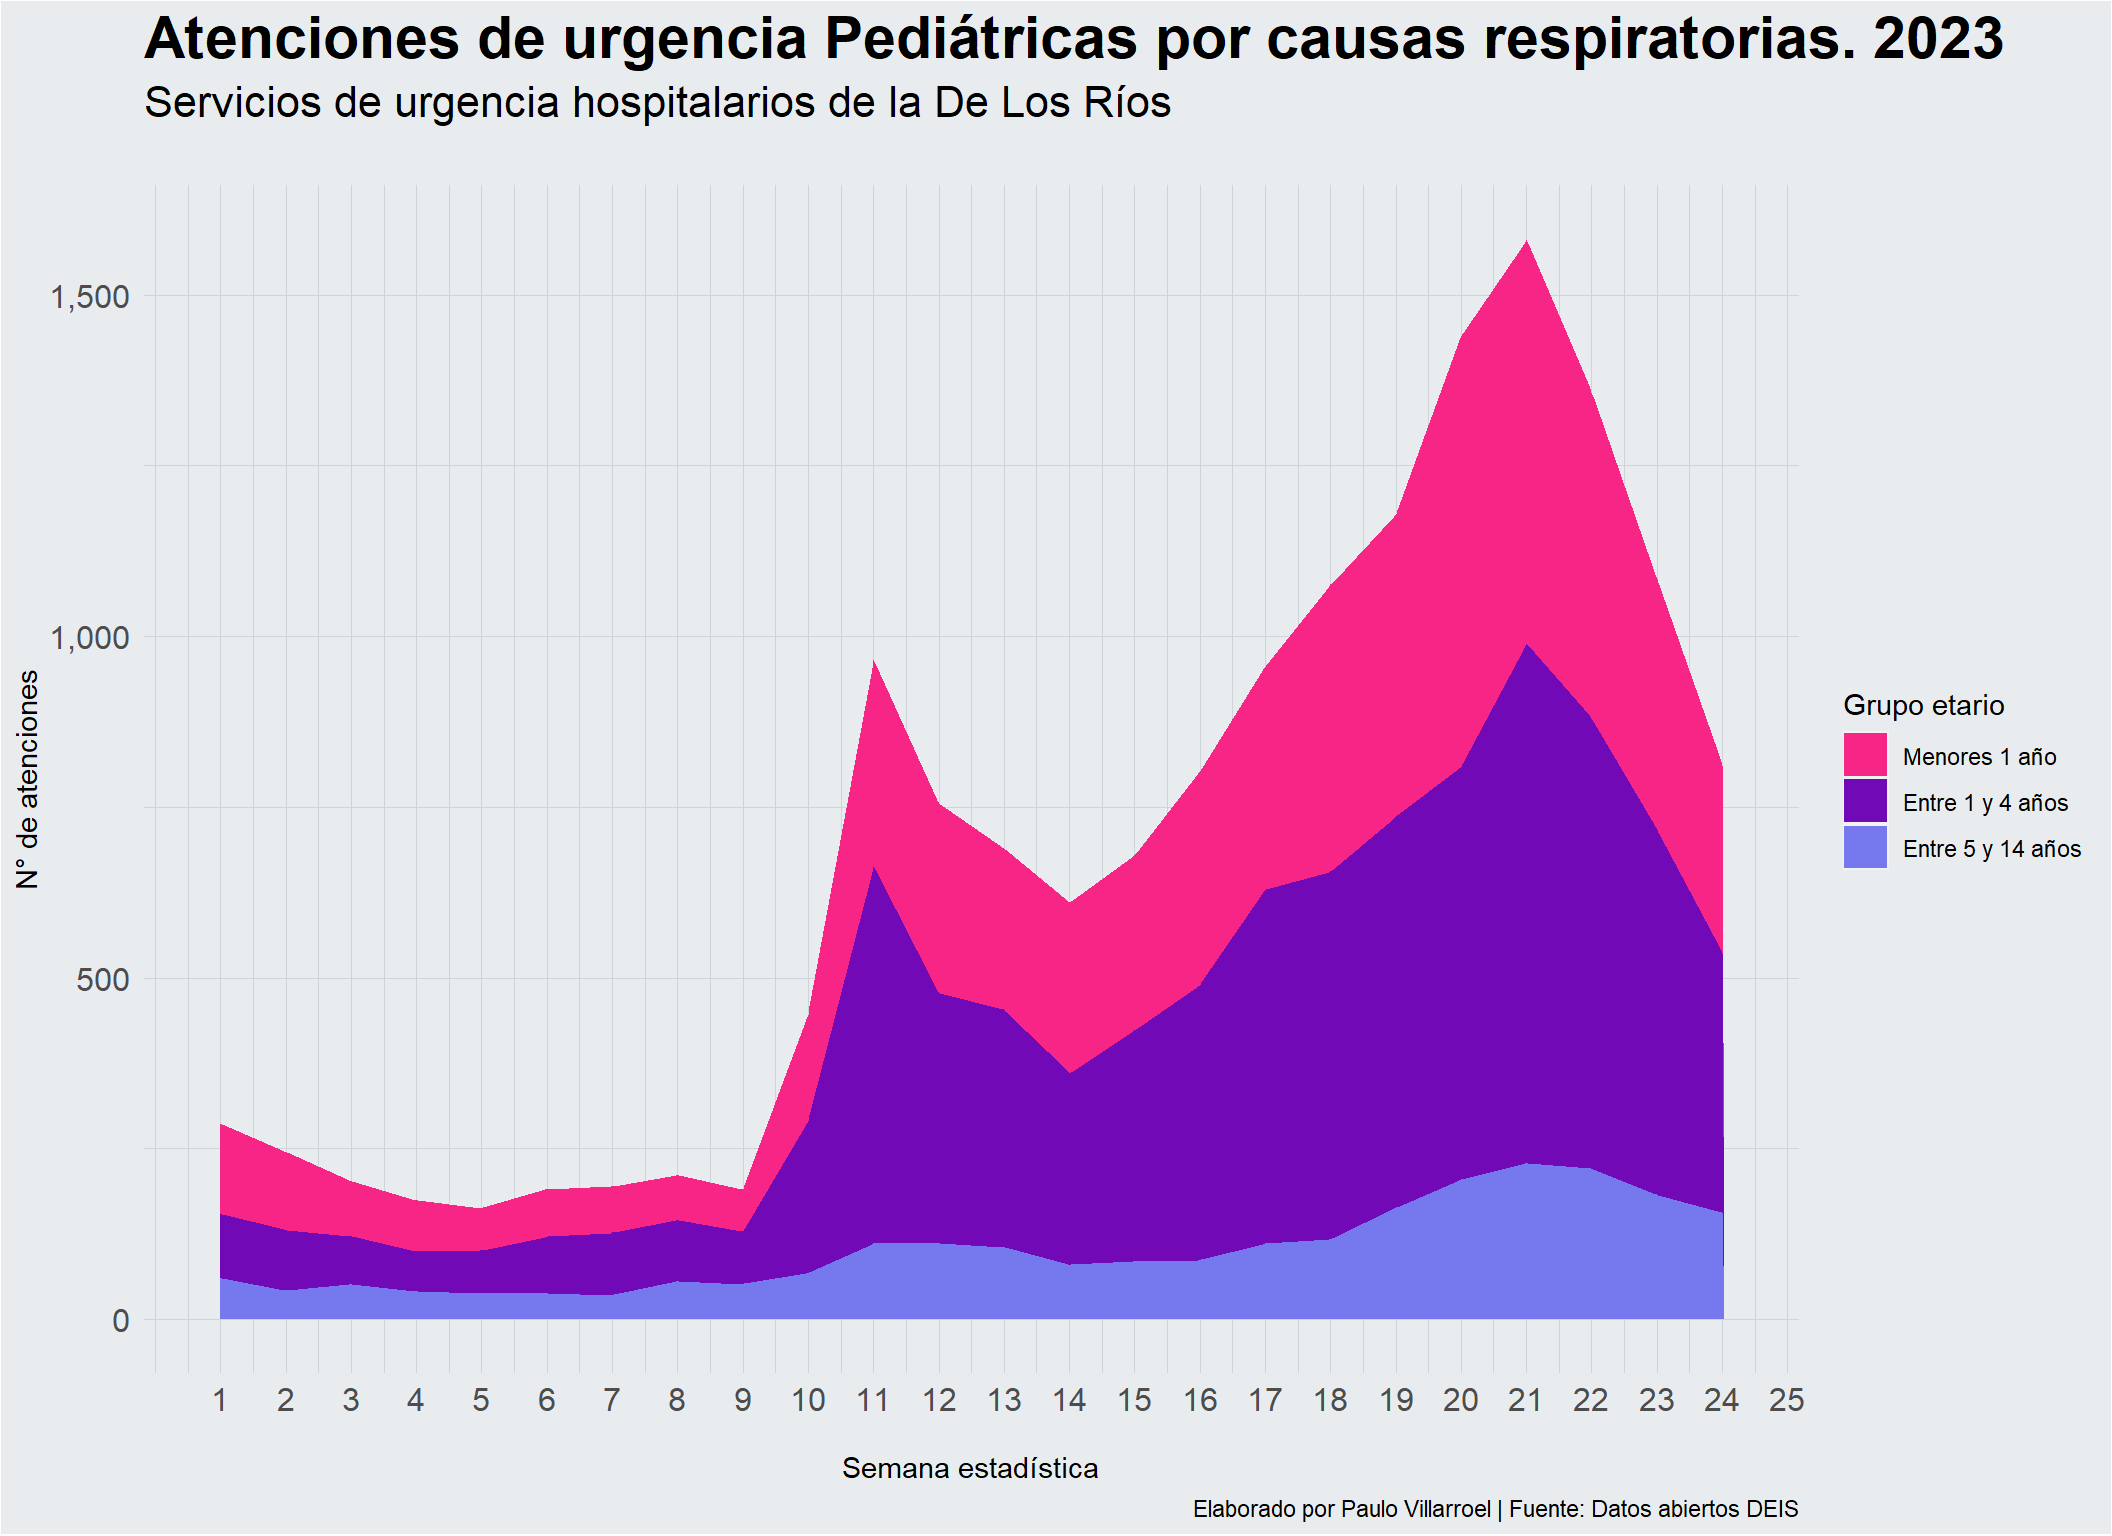 Atenciones de urgencia Pediátricas por causas respiratorias. 2023
Servicios de urgencia hospitalarios de la De Los Ríos
1,500
1,000
500
0
N° de atenciones
1 2 3 4 5 6 7 8 9 10 11 12 13 14 15 16 17 18 19 20 21 22 23 24 25
Semana estadística
Grupo etario
Menores 1 año
Entre 1 y 4 años
Entre 5 y 14 años
Elaborado por Paulo Villarroel | Fuente: Datos abiertos DEIS